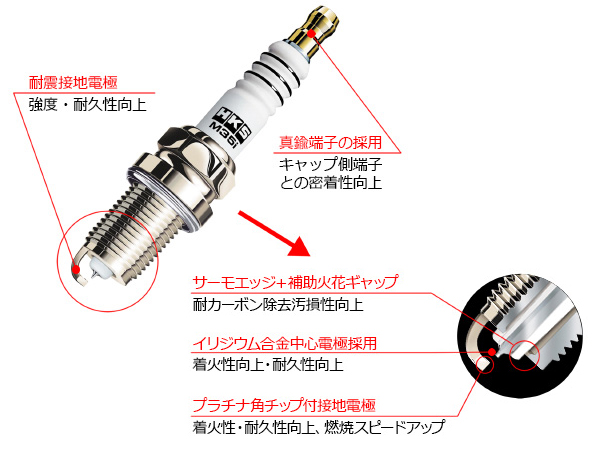 耐震接地電極
強度・耐久性向上
HKS
M35i
真鍮端子の採用
キャップ側端子
との密着性向上
サーモエッジ+補助火花ギャップ
耐カーボン除去汚損性向上
イリジウム合金中心電極採用
着火性向上・耐久性向上
プラチナ角チップ付接地電極
着火性・耐久性向上、燃焼スピードアップ